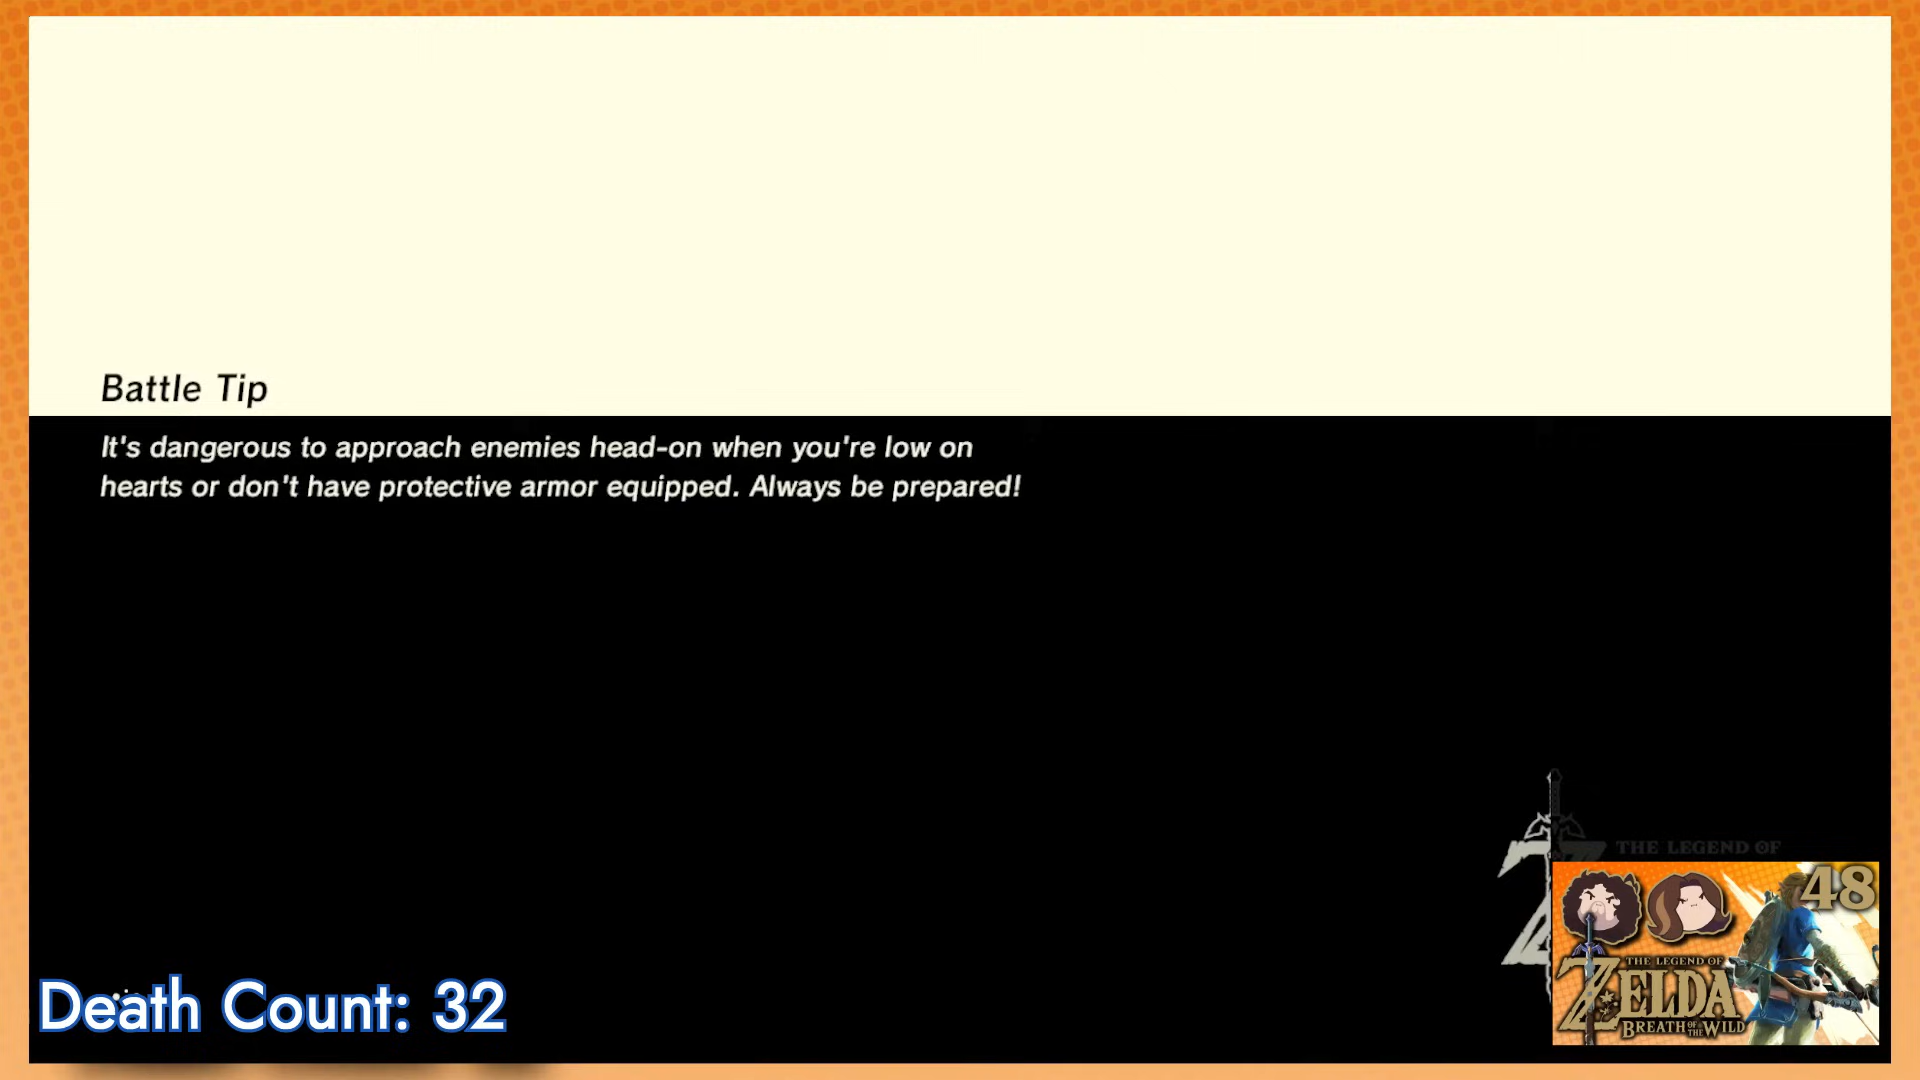 Battle Tip
It's dangerous to approach enemies head-on when you're low on
hearts or don't have protective armor equipped. Always be prepared!
THE LEGEND OF
48
THE LEGEND OF
ZELDA
BREATH OF THE WILD
Death Count: 32